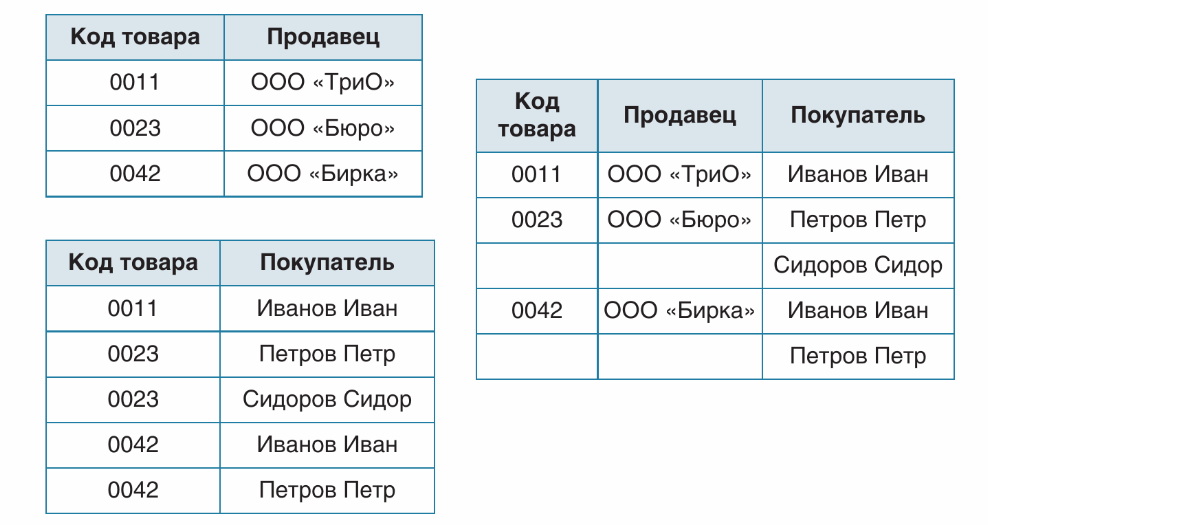 Код товара Продавец
0011 ООО «ТриО»
0023 ООО «Бюро»
0042 ООО «Бирка»
Код товара Покупатель
0011 Иванов Иван
0023 Петров Петр
0023 Сидоров Сидор
0042 Иванов Иван
0042 Петров Петр
Код
товара Продавец Покупатель
0011 ООО «ТриО» Иванов Иван
0023 ООО «Бюро» Петров Петр
Сидоров Сидор
0042 ООО «Бирка» Иванов Иван
Петров Петр